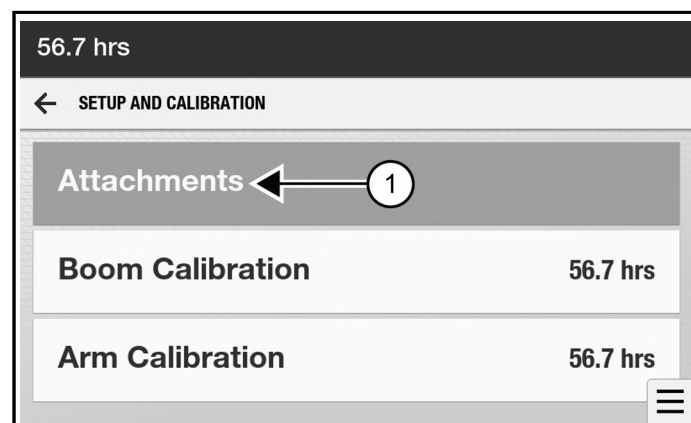 56.7 hrs
SETUP AND CALIBRATION
Attachments 1
Boom Calibration 56.7 hrs
Arm Calibration 56.7 hrs